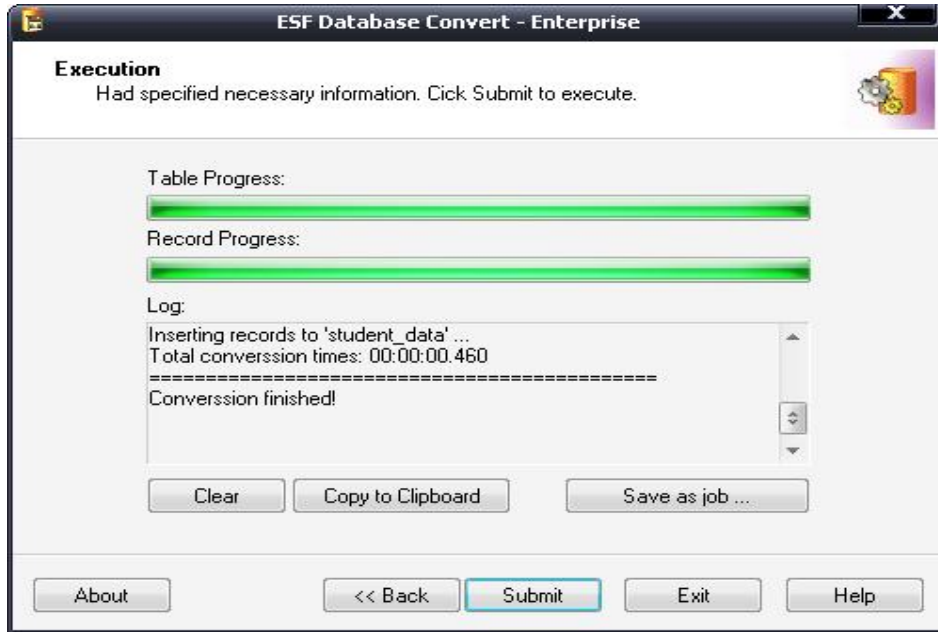 ESF Database Convert - Enterprise
X
Execution
Had specified necessary information. Cick Submit to execute.
Table Progress:
Record Progress:
Log:
Inserting records to 'student_data' ...
Total converssion times: 00:00:00.460
==============================================
Converssion finished!
Clear Copy to Clipboard Save as job ...
About << Back Submit Exit Help